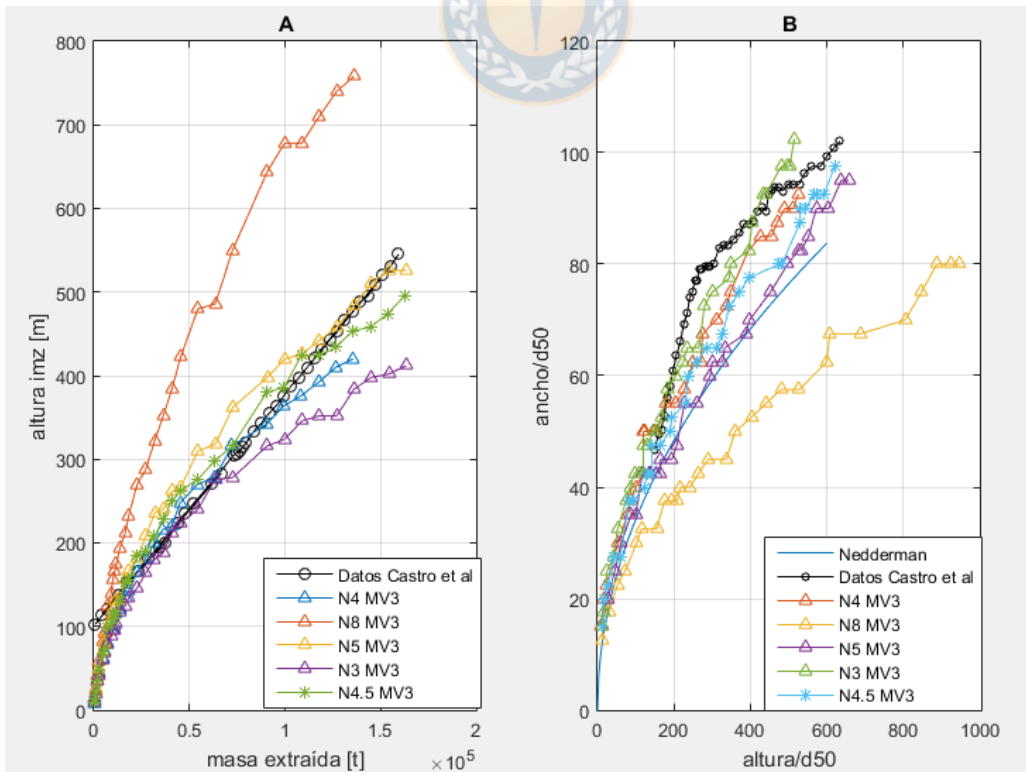 A
800
700
600
500
400
300
200
100
0
altura imz [m]
0
0.5
1
1.5
2
masa extraída [t]
×10^5
Datos Castro et al
N4 MV3
N8 MV3
N5 MV3
N3 MV3
N4.5 MV3
B
120
100
80
60
40
20
0
ancho/d50
0
200
400
600
800
1000
altura/d50
Nedderman
Datos Castro et al
N4 MV3
N8 MV3
N5 MV3
N3 MV3
N4.5 MV3